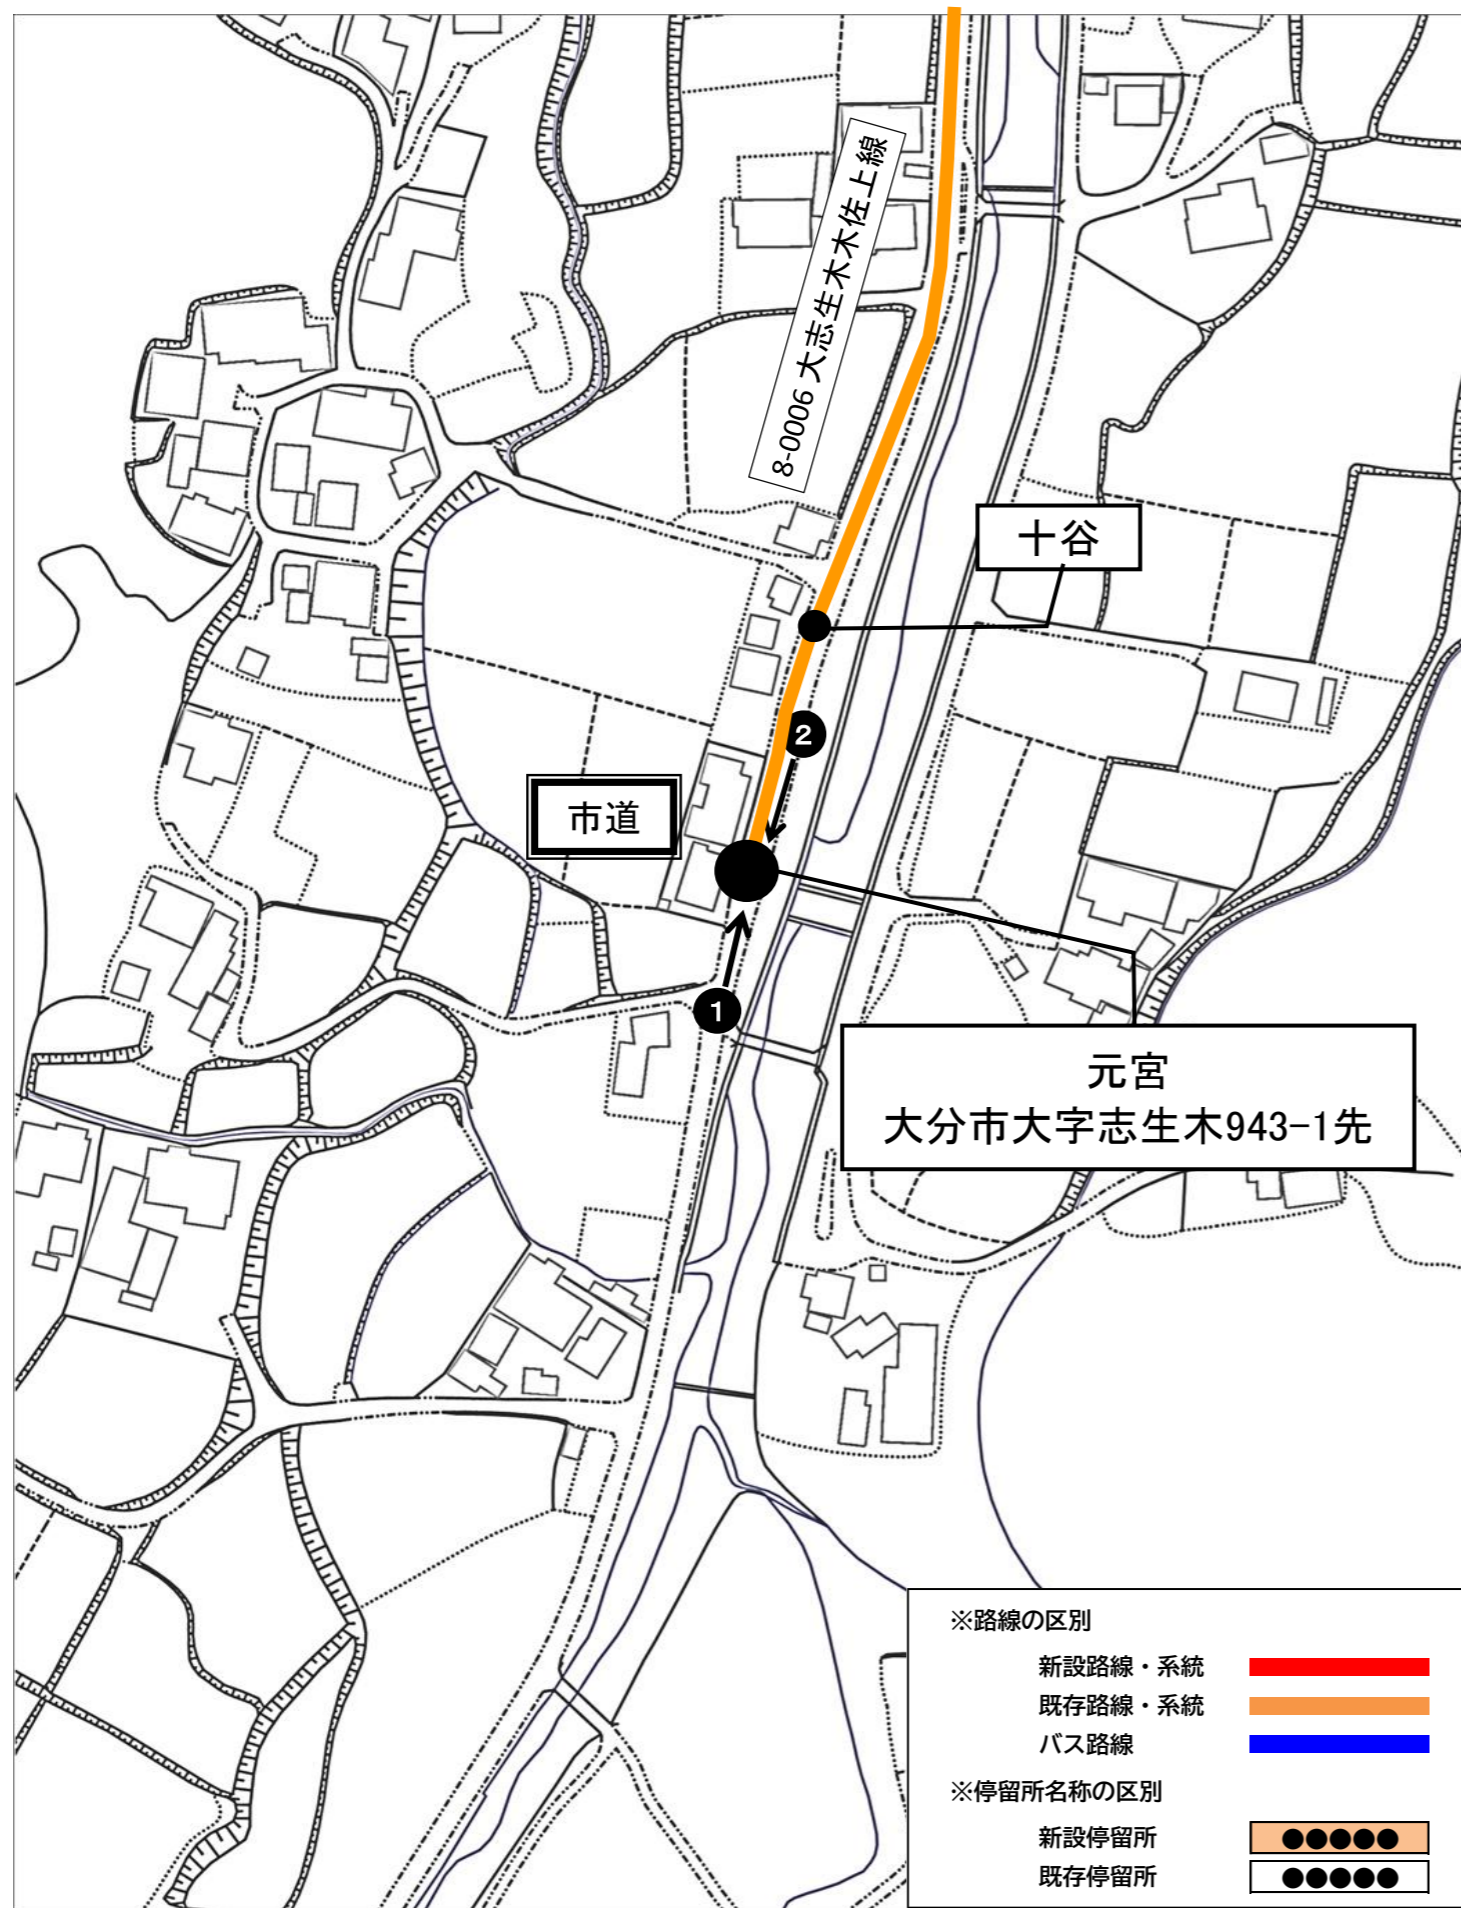 8-0006 大志生木木佐上線
十谷
2
市道
1
元宮
大分市大字志生木943-1先
※路線の区別
新設路線・系統
既存路線・系統
バス路線
※停留所名称の区別
新設停留所 ●●●●●
既存停留所 ●●●●●